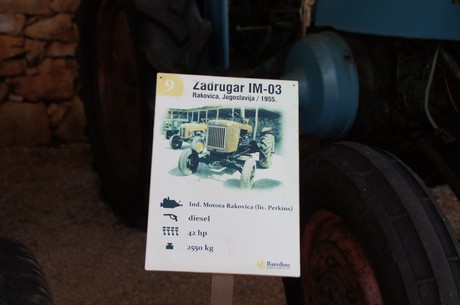 9
Zadrugar IM-03
Rakovica, Jugoslavija / 1955.
Ind. Motora Rakovica (lic. Perkins)
diesel
42 hp
2550 kg